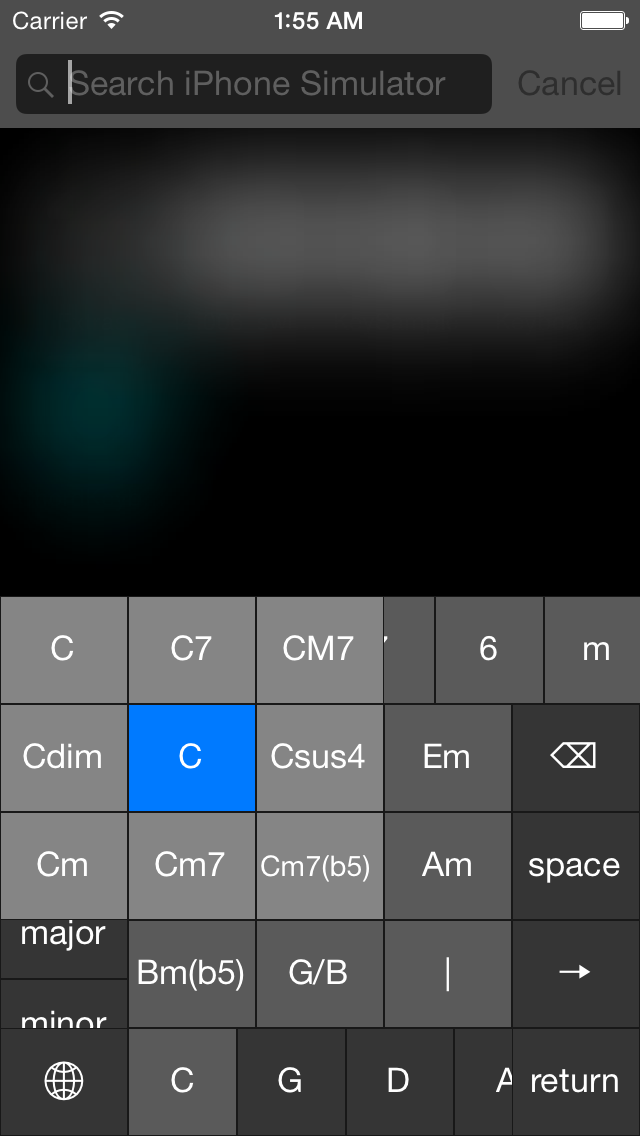 Carrier 1:55 AM
Search iPhone Simulator Cancel
C C7 CM7 6 m
Cdim C Csus4 Em
Cm Cm7 Cm7(b5) Am space
major
Bm(b5) G/B | →
minor
C G D A return